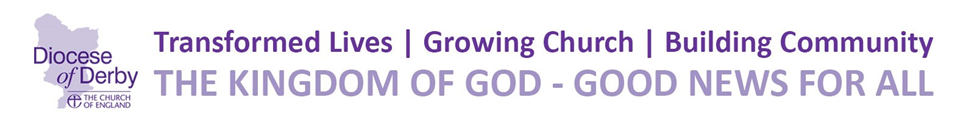 Diocese
of Derby
THE CHURCH
OF ENGLAND
Transformed Lives | Growing Church | Building Community
THE KINGDOM OF GOD - GOOD NEWS FOR ALL